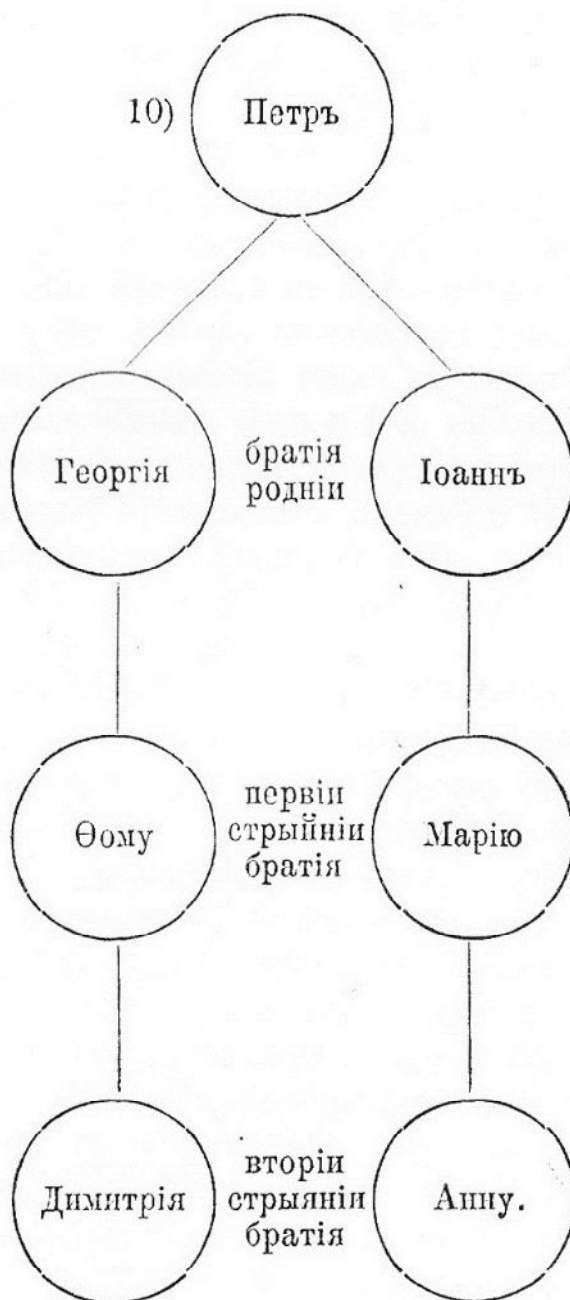 10) Петръ
Георгія
братія
родніи
Іоаннъ
Ѳому
первіи
стрыйніи
братія
Марію
Димитрія
вторіи
стрыяніи
братія
Анну.